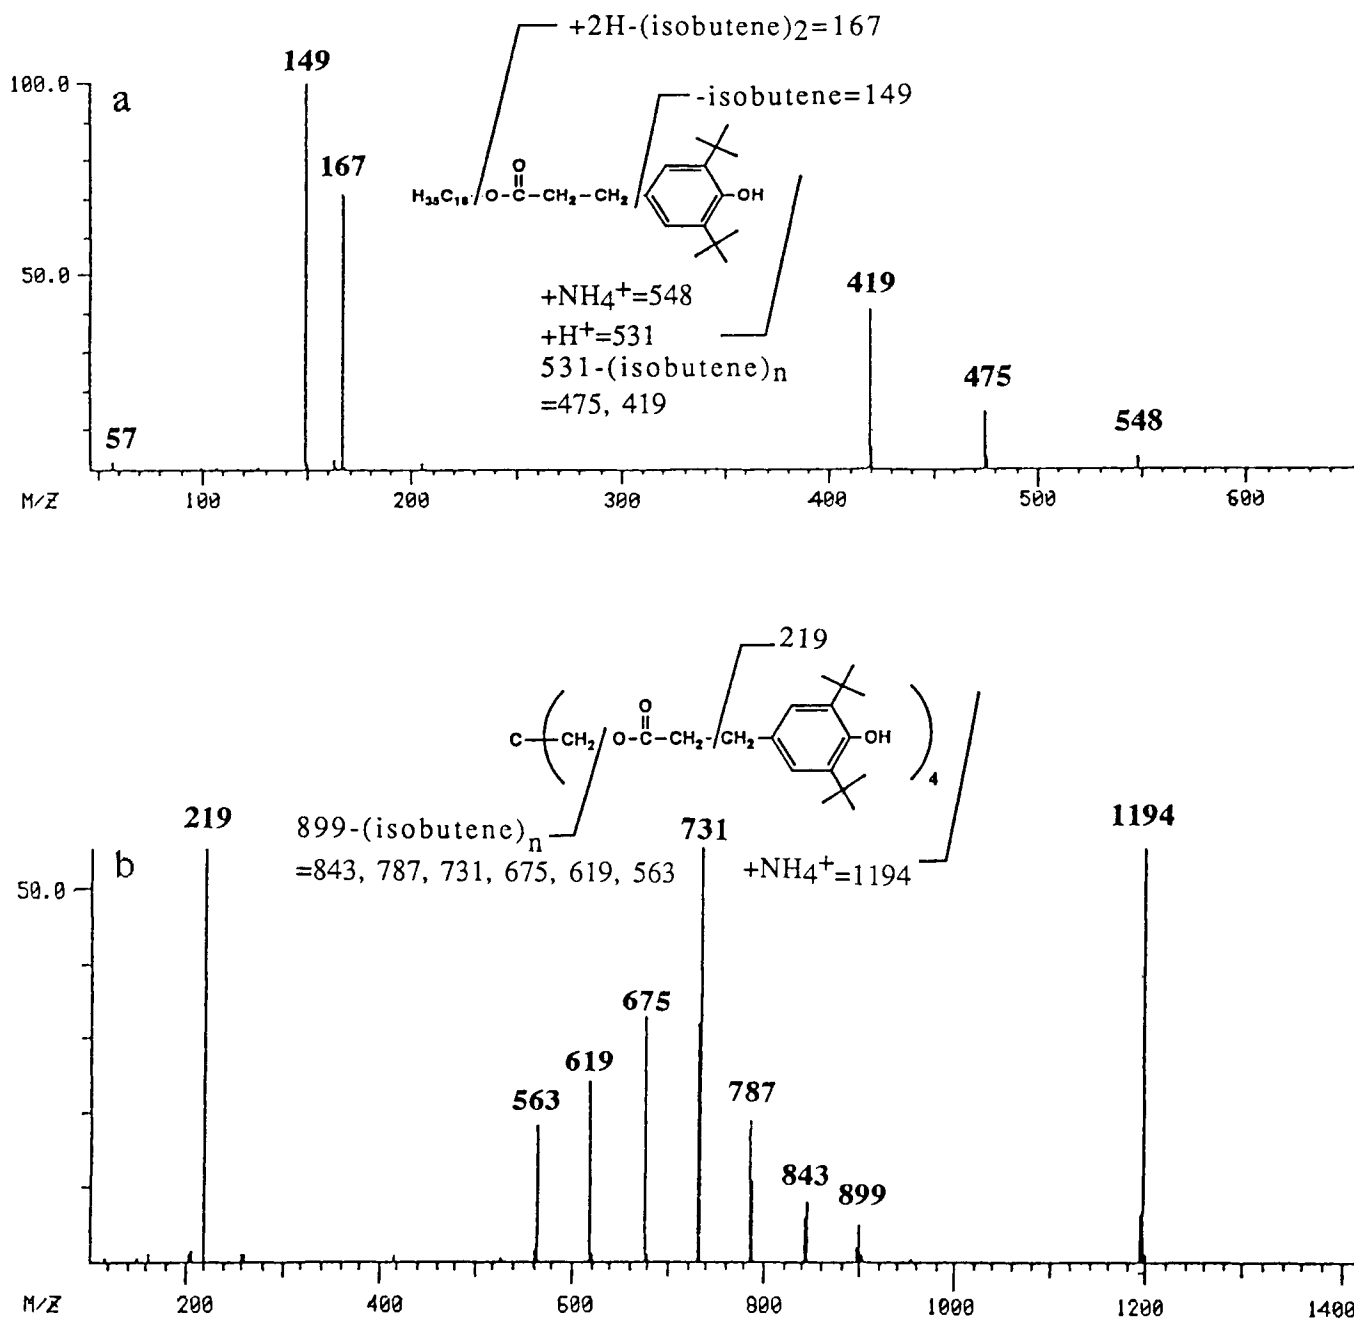 +2H-(isobutene)2=167
149
100.0
a
-isobutene=149
167
O
H35C18 O-C-CH2-CH2 OH
50.0
+NH4+=548
419
+H+=531
531-(isobutene)n
475
=475, 419
548
57
M/Z 100 200 300 400 500 600
219
O
C CH2 O-C-CH2-CH2 OH
4
219
899-(isobutene)n
731
1194
b
=843, 787, 731, 675, 619, 563
+NH4+=1194
50.0
675
619
563
787
843
899
M/Z 200 400 600 800 1000 1200 1400